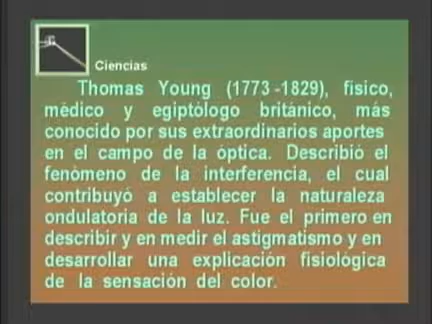 Ciencias
Thomas Young (1773 -1829), físico,
médico y egiptólogo británico, más
conocido por sus extraordinarios aportes
en el campo de la óptica. Describió el
fenómeno de la interferencia, el cual
contribuyó a establecer la naturaleza
ondulatoria de la luz. Fue el primero en
describir y en medir el astigmatismo y en
desarrollar una explicación fisiológica
de la sensación del color.